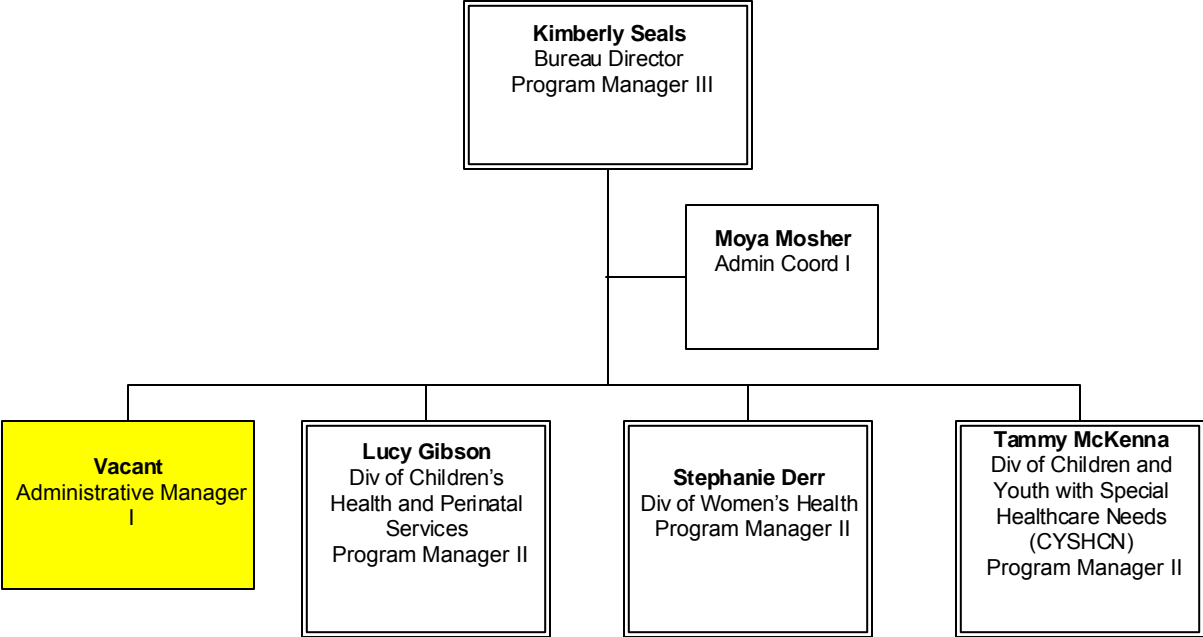 Kimberly Seals
Bureau Director
Program Manager III
Moya Mosher
Admin Coord I
Vacant
Administrative Manager
I
Lucy Gibson
Div of Children’s
Health and Perinatal
Services
Program Manager II
Stephanie Derr
Div of Women’s Health
Program Manager II
Tammy McKenna
Div of Children and
Youth with Special
Healthcare Needs
(CYSHCN)
Program Manager II